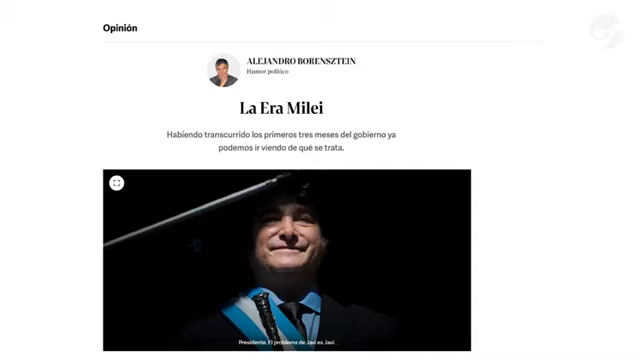 Opinión
ALEJANDRO BORENSZTEIN
Humor político
La Era Milei
Habiendo transcurrido los primeros tres meses del gobierno ya
podemos ir viendo de qué se trata.
Presidente. El problema de Javi es Javi...